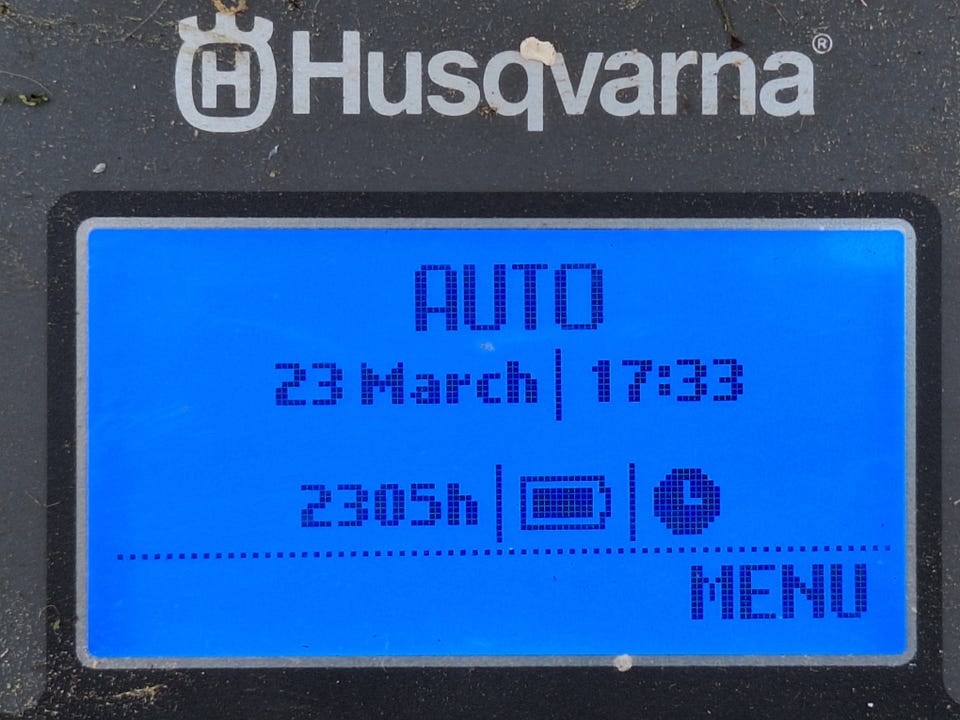 H Husqvarna®
AUTO
23 March | 17:33
2305h
MENU